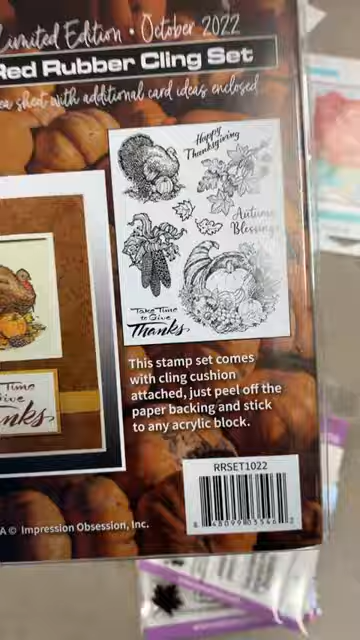 Limited Edition • October 2022
Red Rubber Cling Set
sheet with additional card ideas enclosed
Happy
Thanksgiving
Autumn
Blessings
Take Time
to Give
Thanks
Time
Give
This stamp set comes
with cling cushion
attached, just peel off the
paper backing and stick
to any acrylic block.
RRSET1022
© Impression Obsession, Inc.